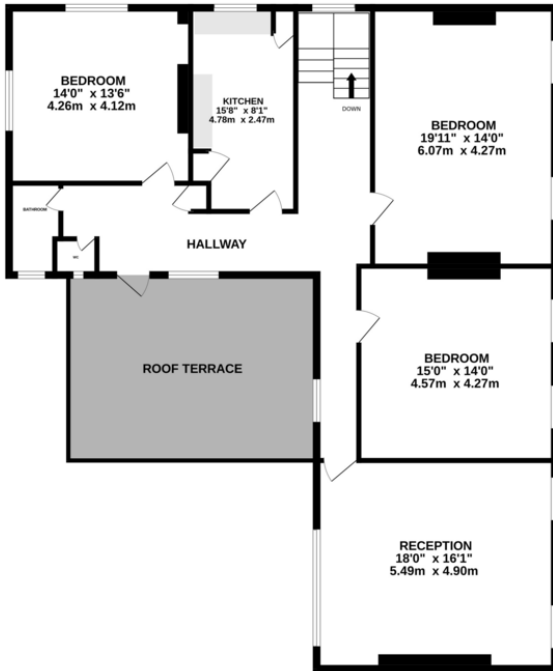 BEDROOM
14'0" x 13'6"
4.26m x 4.12m
KITCHEN
15'8" x 8'1"
4.78m x 2.47m
DOWN
BEDROOM
19'11" x 14'0"
6.07m x 4.27m
BATHROOM
WC
HALLWAY
ROOF TERRACE
BEDROOM
15'0" x 14'0"
4.57m x 4.27m
RECEPTION
18'0" x 16'1"
5.49m x 4.90m